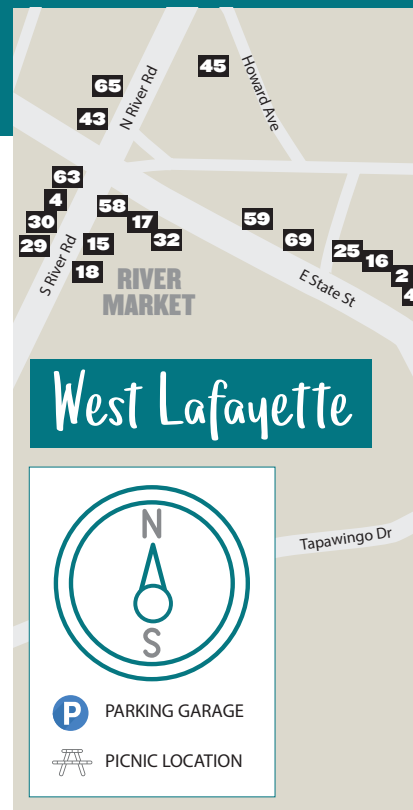 45
65
N River Rd
Howard Ave
43
63
4
58
30
17
59
29
15
32
69
25
16
2
4
S River Rd
18
RIVER
MARKET
E State St
West Lafayette
Tapawingo Dr
N
S
P PARKING GARAGE
PICNIC LOCATION